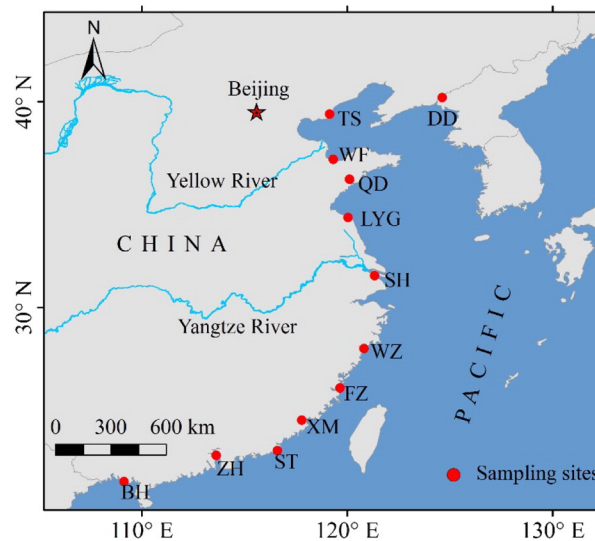 N
40° N
Beijing
TS
DD
WF
Yellow River
QD
LYG
CHINA
SH
30° N
Yangtze River
PACIFIC
WZ
FZ
0 300 600 km
XM
ST
ZH
BH
Sampling sites
110° E 120° E 130° E